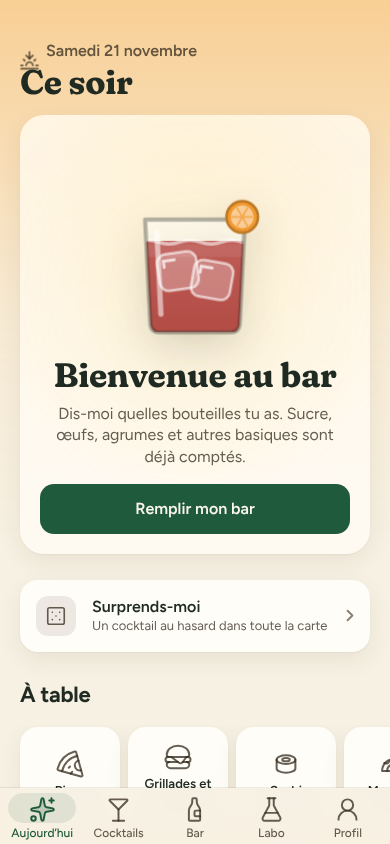 Samedi 21 novembre
Ce soir
Bienvenue au bar
Dis-moi quelles bouteilles tu as. Sucre,
œufs, agrumes et autres basiques sont
déjà comptés.
Remplir mon bar
Surprends-moi
Un cocktail au hasard dans toute la carte
À table
Grillades et
Aujourd'hui
Cocktails
Bar
Labo
Profil